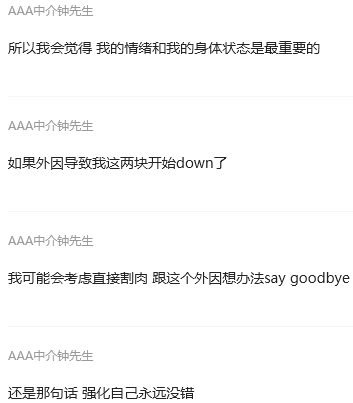 AAA中介钟先生
所以我会觉得 我的情绪和我的身体状态是最重要的
AAA中介钟先生
如果外因导致我这两块开始down了
AAA中介钟先生
我可能会考虑直接割肉 跟这个外因想办法say goodbye
AAA中介钟先生
还是那句话 强化自己永远没错